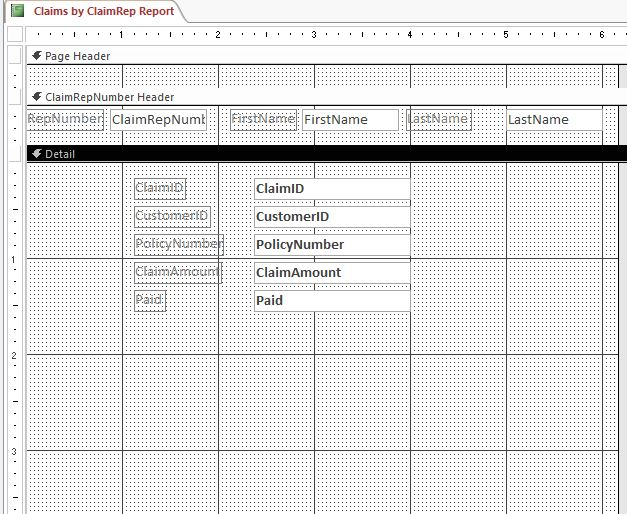 Claims by ClaimRep Report
1 2 3 4 5 6
Page Header
ClaimRepNumber Header
RepNumber ClaimRepNumb FirstName FirstName LastName LastName
Detail
ClaimID ClaimID
CustomerID CustomerID
PolicyNumber PolicyNumber
1
ClaimAmount ClaimAmount
Paid Paid
2
3